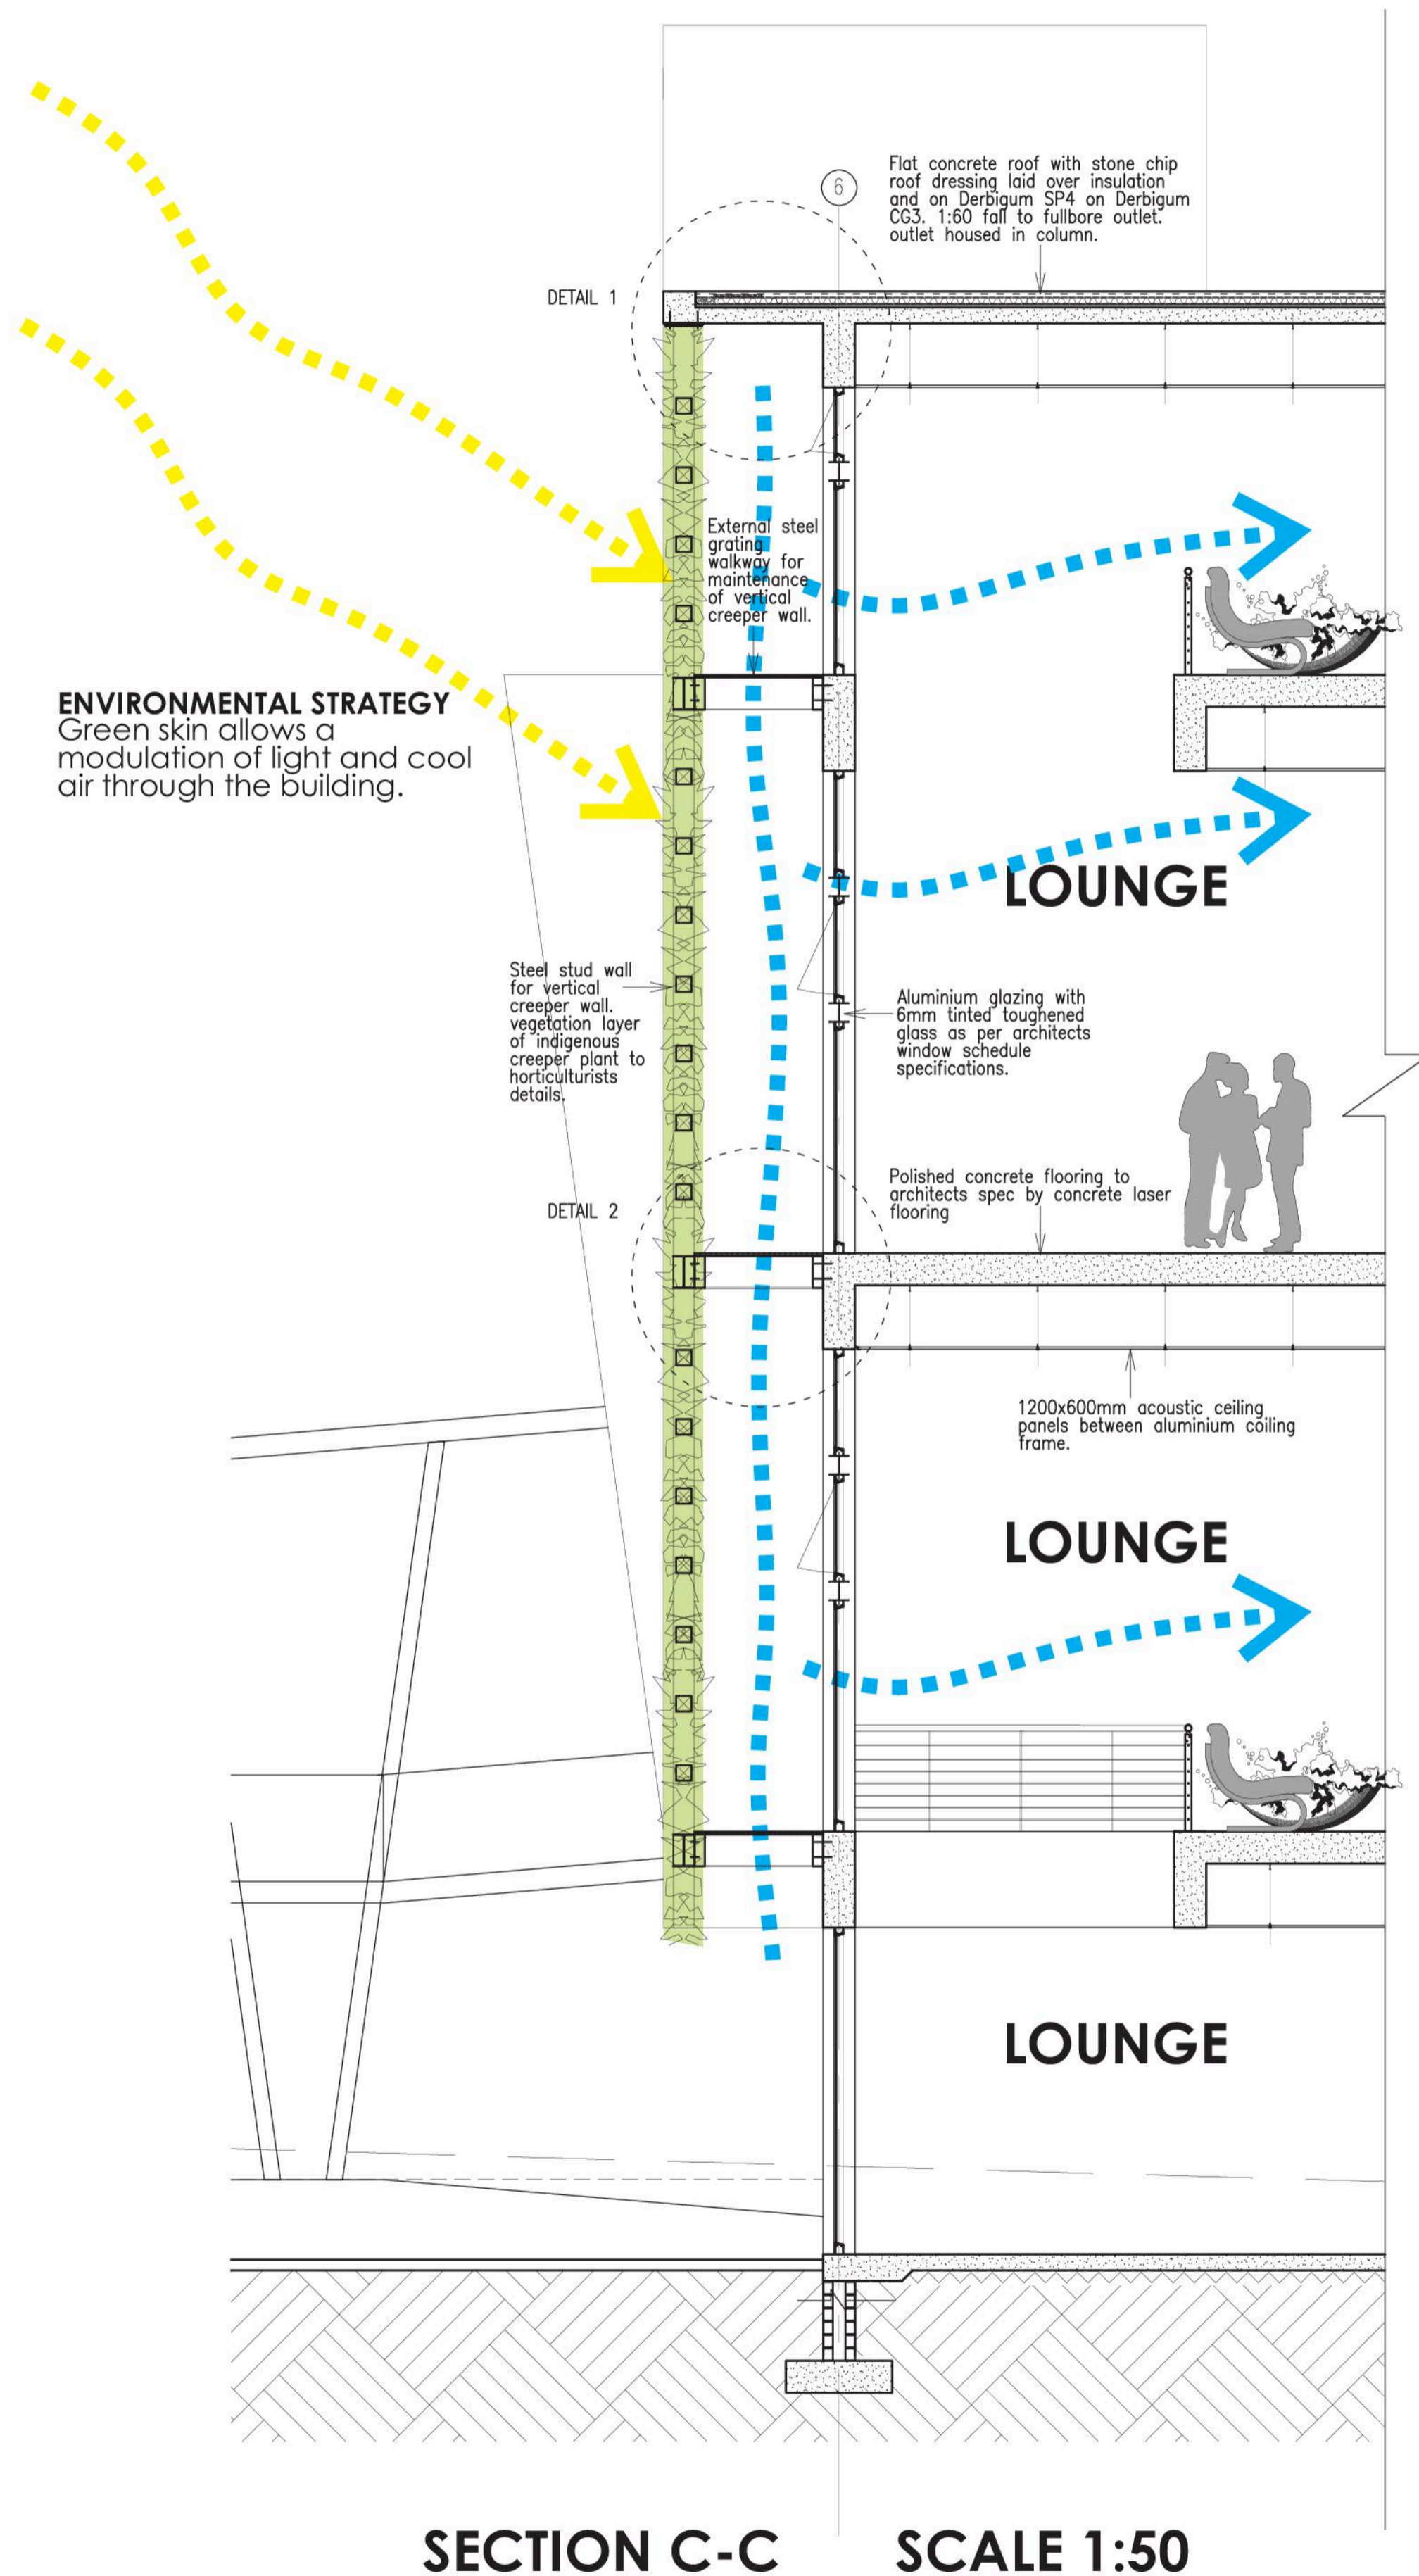 6
Flat concrete roof with stone chip
roof dressing laid over insulation
and on Derbigum SP4 on Derbigum
CG3. 1:60 fall to fullbore outlet.
outlet housed in column.
DETAIL 1
External steel
grating
walkway for
maintenance
of vertical
creeper wall.
ENVIRONMENTAL STRATEGY
Green skin allows a
modulation of light and cool
air through the building.
LOUNGE
Steel stud wall
for vertical
creeper wall.
vegetation layer
of indigenous
creeper plant to
horticulturists
details.
Aluminium glazing with
6mm tinted toughened
glass as per architects
window schedule
specifications.
DETAIL 2
Polished concrete flooring to
architects spec by concrete laser
flooring
1200x600mm acoustic ceiling
panels between aluminium coiling
frame.
LOUNGE
LOUNGE
SECTION C-C SCALE 1:50